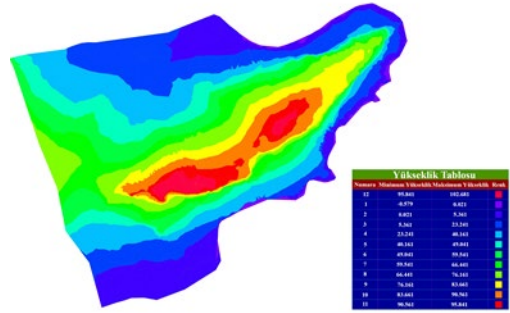 Yükseklik Tablosu
Numara Minimum Yükseklik Maksimum Yükseklik Renk
12 95.841 102.681
1 -0.979 0.021
2 0.021 5.361
3 5.361 23.241
4 23.241 40.161
5 40.161 49.041
6 49.041 59.541
7 59.541 66.441
8 66.441 76.161
9 76.161 83.661
10 83.661 90.561
11 90.561 95.841